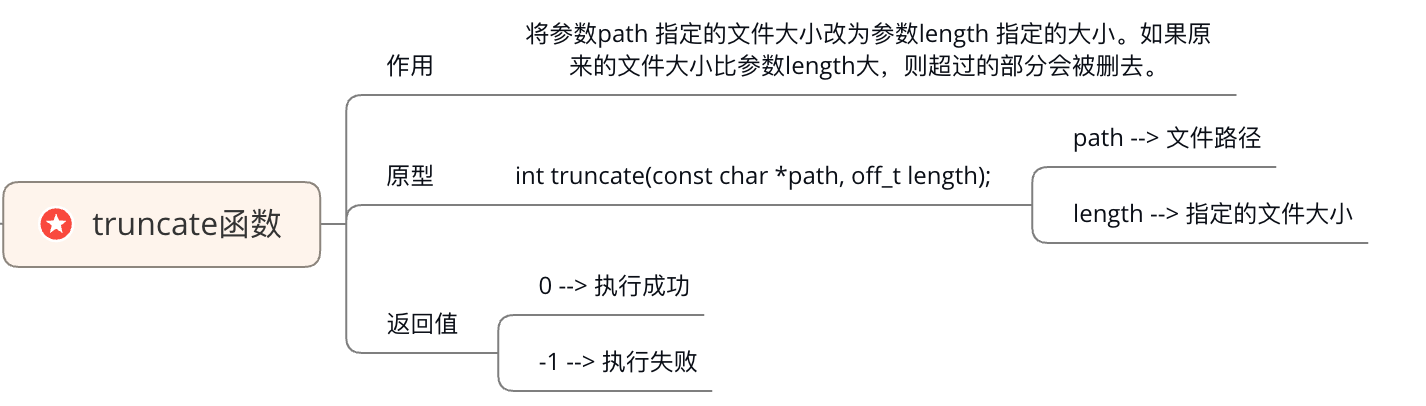 truncate函数
作用
将参数path 指定的文件大小改为参数length 指定的大小。如果原
来的文件大小比参数length大，则超过的部分会被删去。
原型
int truncate(const char *path, off_t length);
path --> 文件路径
length --> 指定的文件大小
返回值
0 --> 执行成功
-1 --> 执行失败